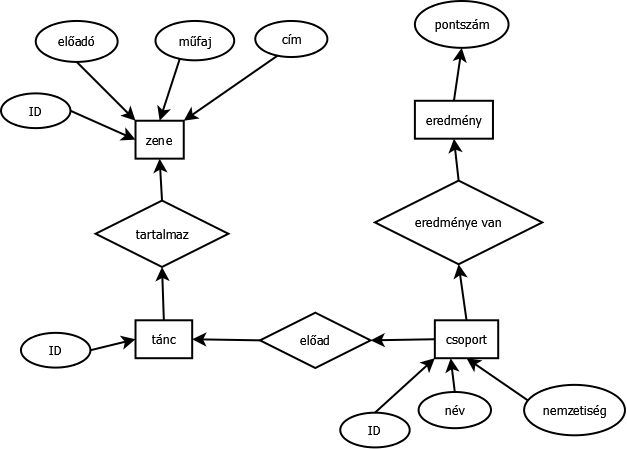 pontszám
előadó
műfaj
cím
ID
eredmény
zene
tartalmaz
eredménye van
ID
tánc
előad
csoport
ID
név
nemzetiség